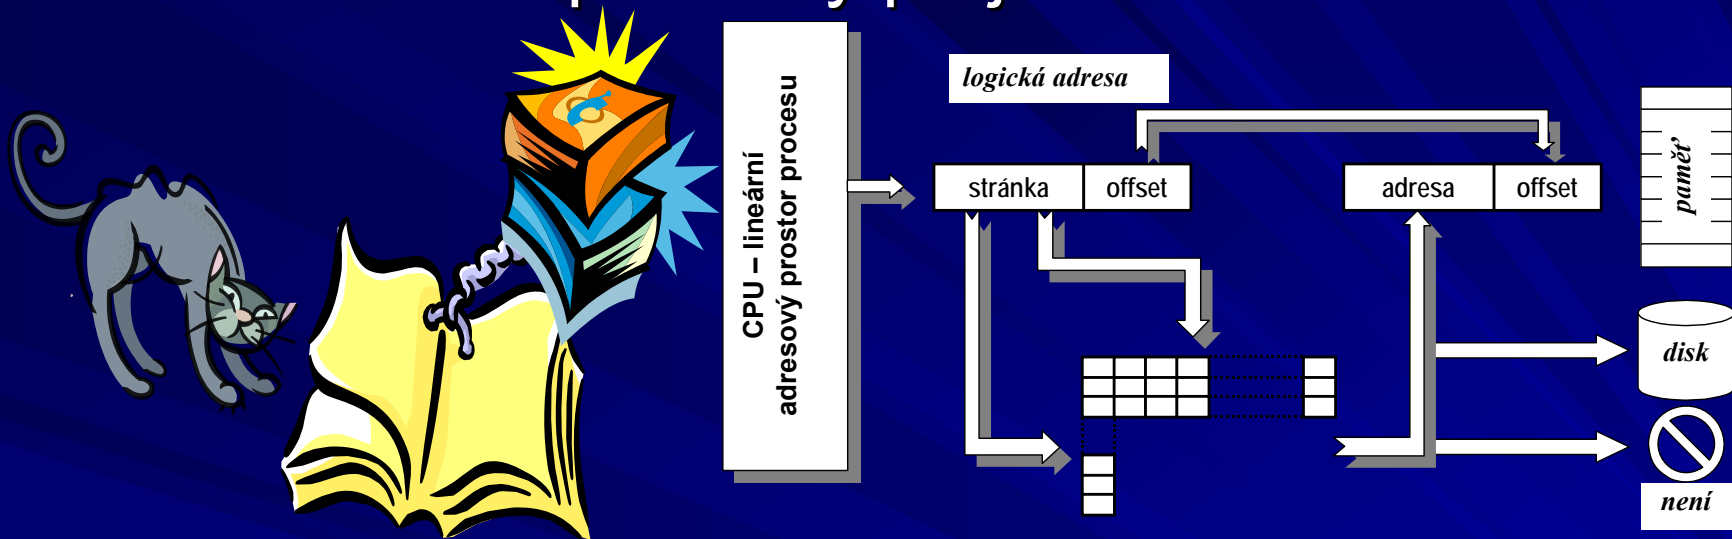 CPU – lineární
adresový prostor procesu
logická adresa
stránka
offset
adresa
offset
paměť
disk
není